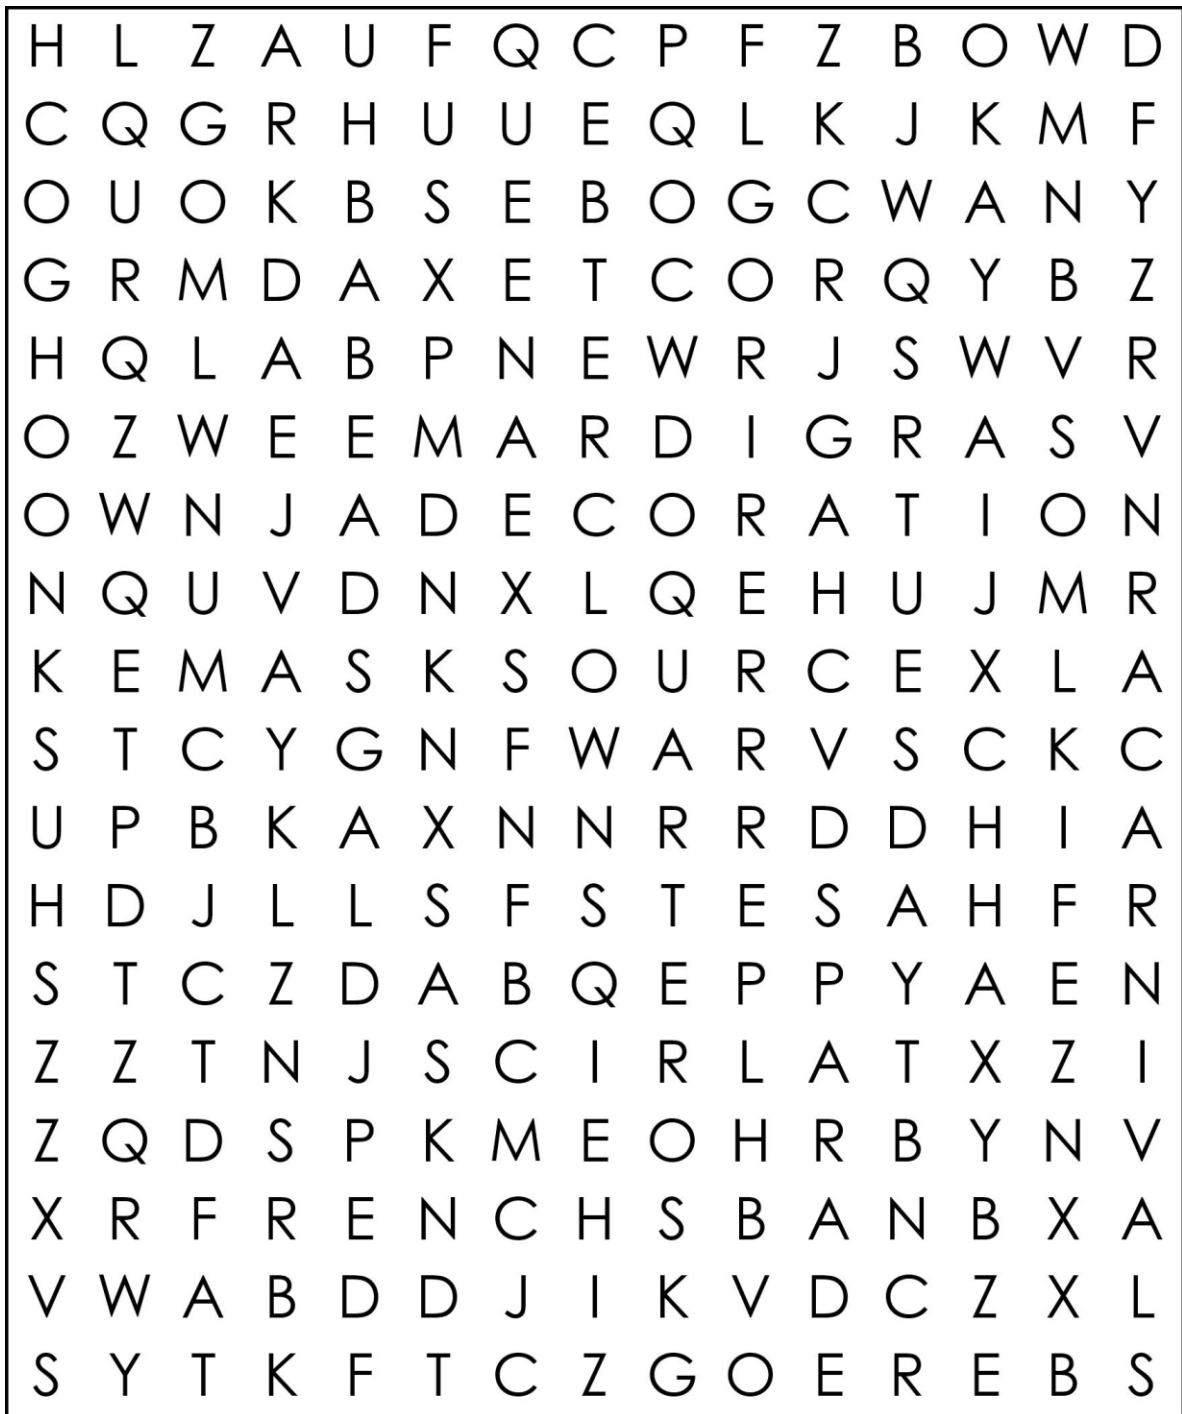 H L Z A U F Q C P F Z B O W D
C Q G R H U U E Q L K J K M F
O U O K B S E B O G C W A N Y
G R M D A X E T C O R Q Y B Z
H Q L A B P N E W R J S W V R
O Z W E E M A R D I G R A S V
O W N J A D E C O R A T I O N
N Q U V D N X L Q E H U J M R
K E M A S K S O U R C E X L A
S T C Y G N F W A R V S C K C
U P B K A X N N R R D D H I A
H D J L L S F S T E S A H F R
S T C Z D A B Q E P P Y A E N
Z Z T N J S C I R L A T X Z I
Z Q D S P K M E O H R B Y N V
X R F R E N C H S B A N B X A
V W A B D D J I K V D C Z X L
S Y T K F T C Z G O E R E B S